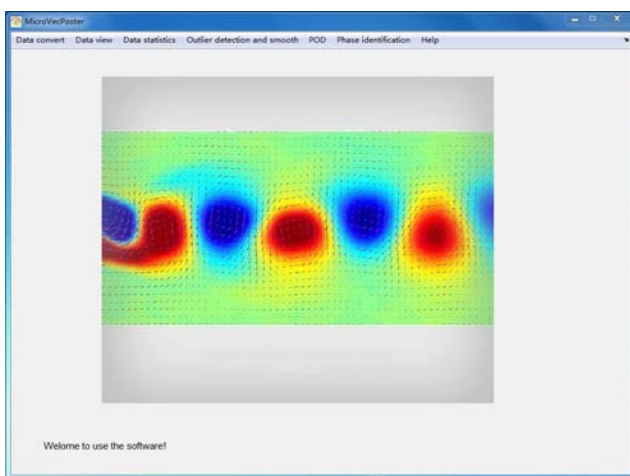 MicroVecPoster
Data convert Data view Data statistics Outlier detection and smooth POD Phase identification Help
Welome to use the software!